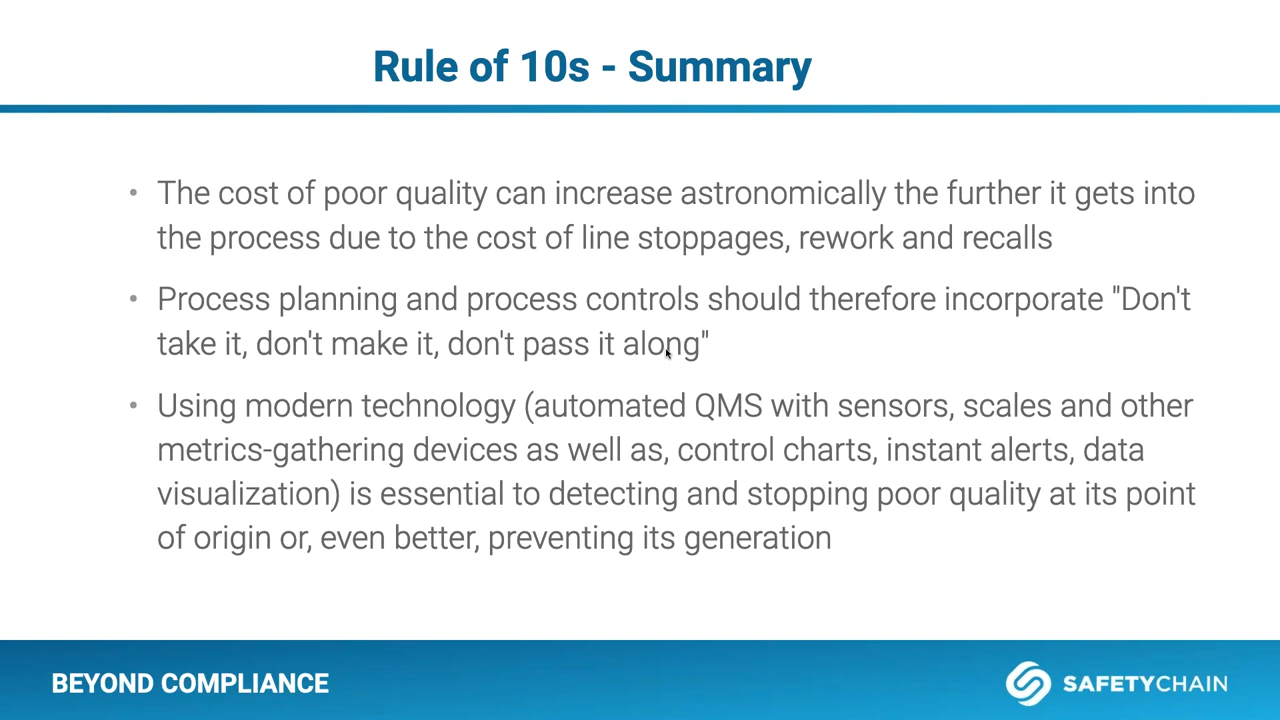 Rule of 10s - Summary
• The cost of poor quality can increase astronomically the further it gets into
the process due to the cost of line stoppages, rework and recalls
• Process planning and process controls should therefore incorporate "Don't
take it, don't make it, don't pass it along"
• Using modern technology (automated QMS with sensors, scales and other
metrics-gathering devices as well as, control charts, instant alerts, data
visualization) is essential to detecting and stopping poor quality at its point
of origin or, even better, preventing its generation
BEYOND COMPLIANCE
SAFETYCHAIN